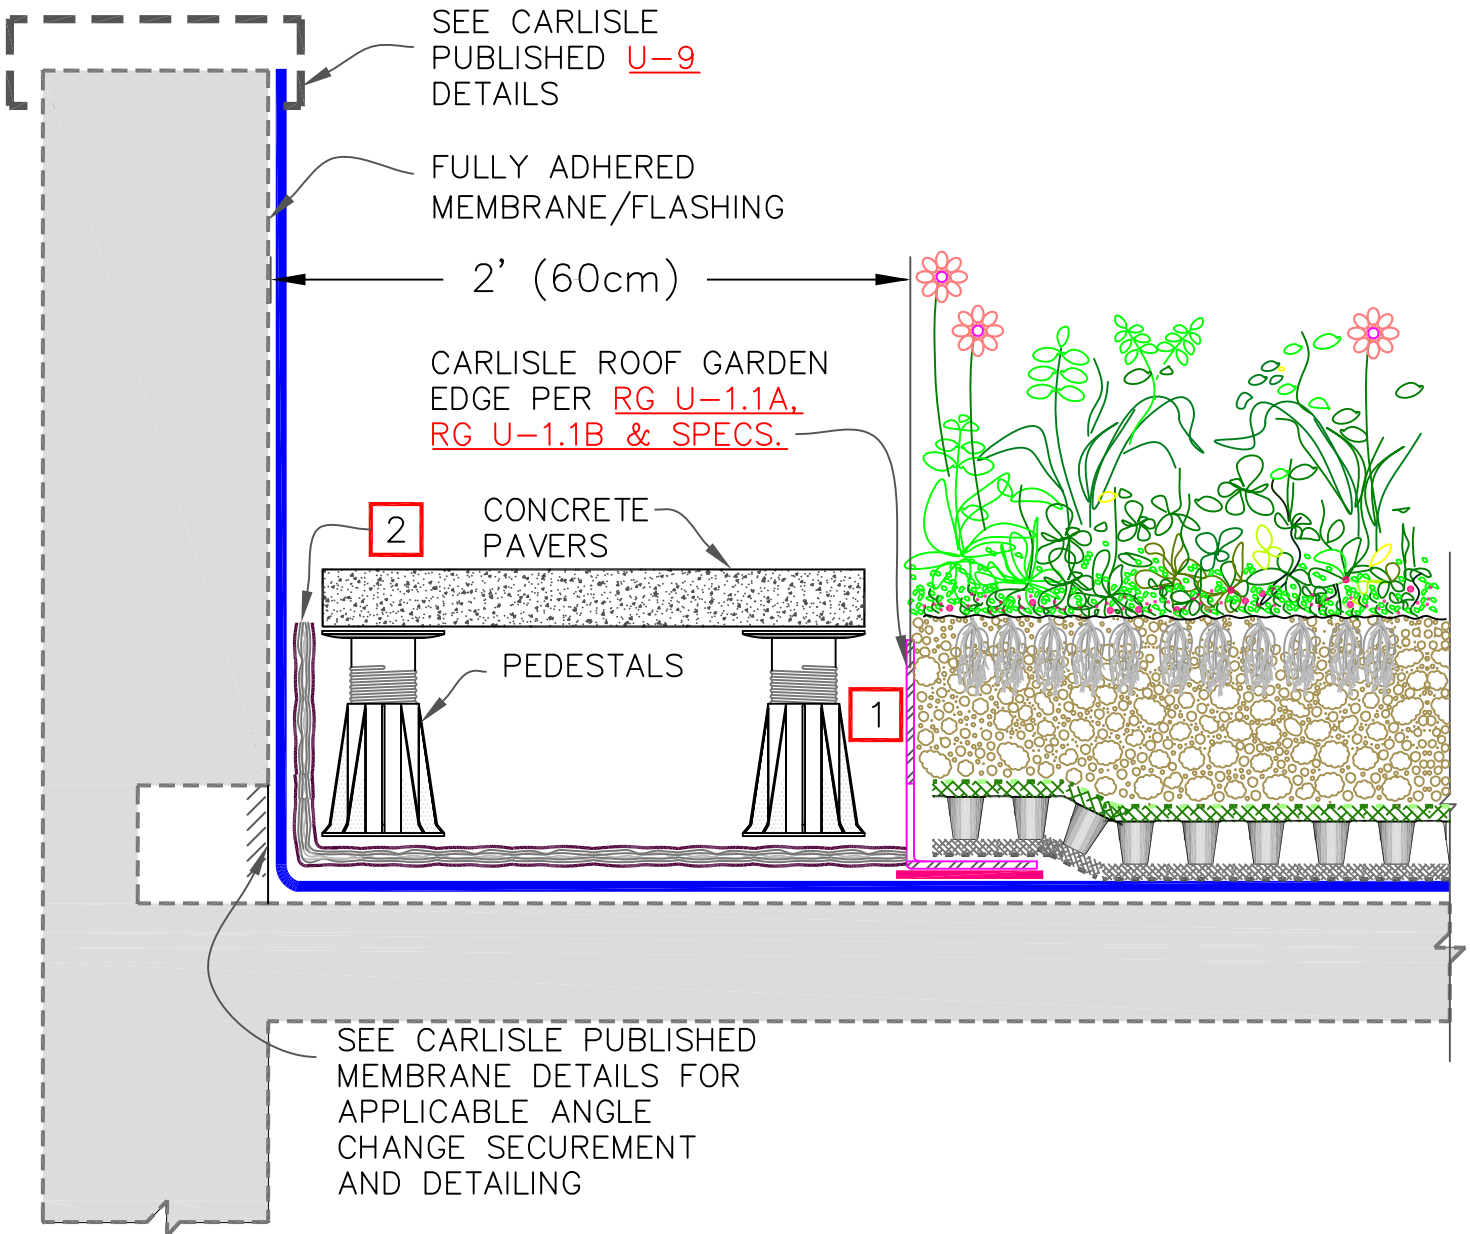 SEE CARLISLE
PUBLISHED U-9
DETAILS
FULLY ADHERED
MEMBRANE/FLASHING
2' (60cm)
CARLISLE ROOF GARDEN
EDGE PER RG U-1.1A,
RG U-1.1B & SPECS.
2
CONCRETE
PAVERS
PEDESTALS
1
SEE CARLISLE PUBLISHED
MEMBRANE DETAILS FOR
APPLICABLE ANGLE
CHANGE SECUREMENT
AND DETAILING